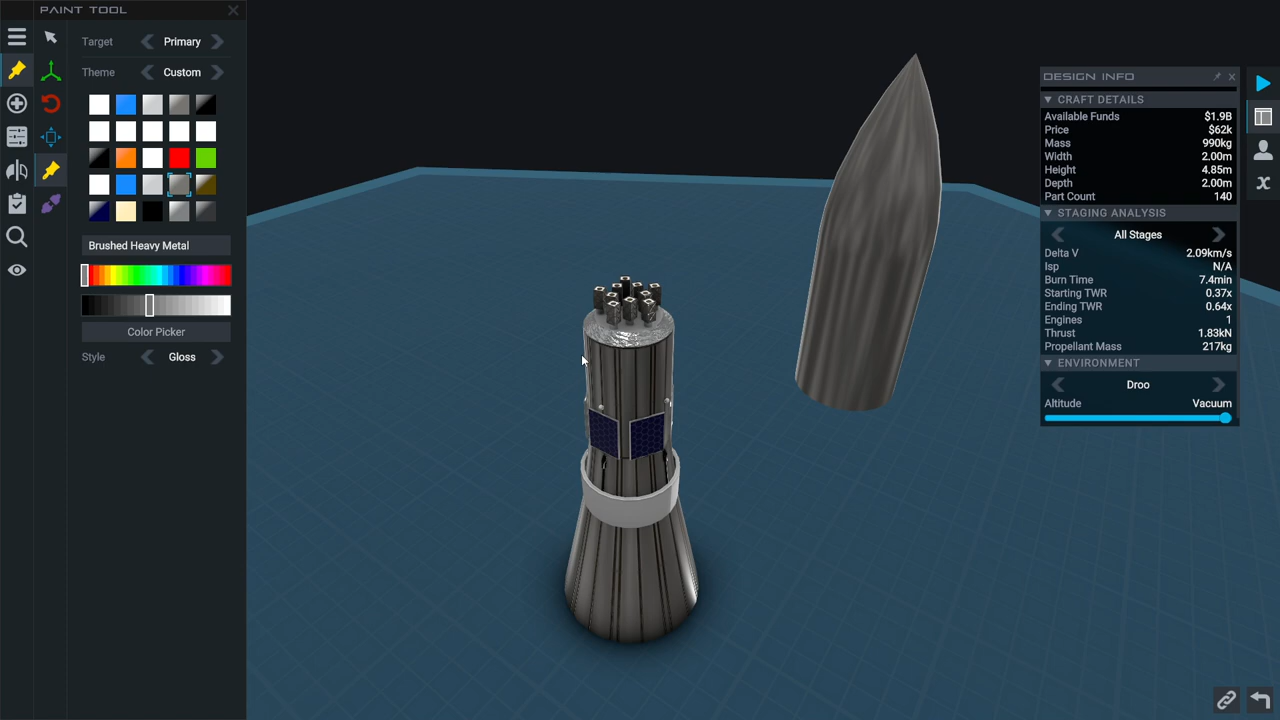 PAINT TOOL
Target Primary
Theme Custom
Brushed Heavy Metal
Color Picker
Style Gloss
DESIGN INFO
CRAFT DETAILS
Available Funds $1.9B
Price $62k
Mass 990kg
Width 2.00m
Height 4.85m
Depth 2.00m
Part Count 140
STAGING ANALYSIS
All Stages
Delta V 2.09km/s
Isp N/A
Burn Time 7.4min
Starting TWR 0.37x
Ending TWR 0.64x
Engines 1
Thrust 1.83kN
Propellant Mass 217kg
ENVIRONMENT
Droo
Altitude Vacuum